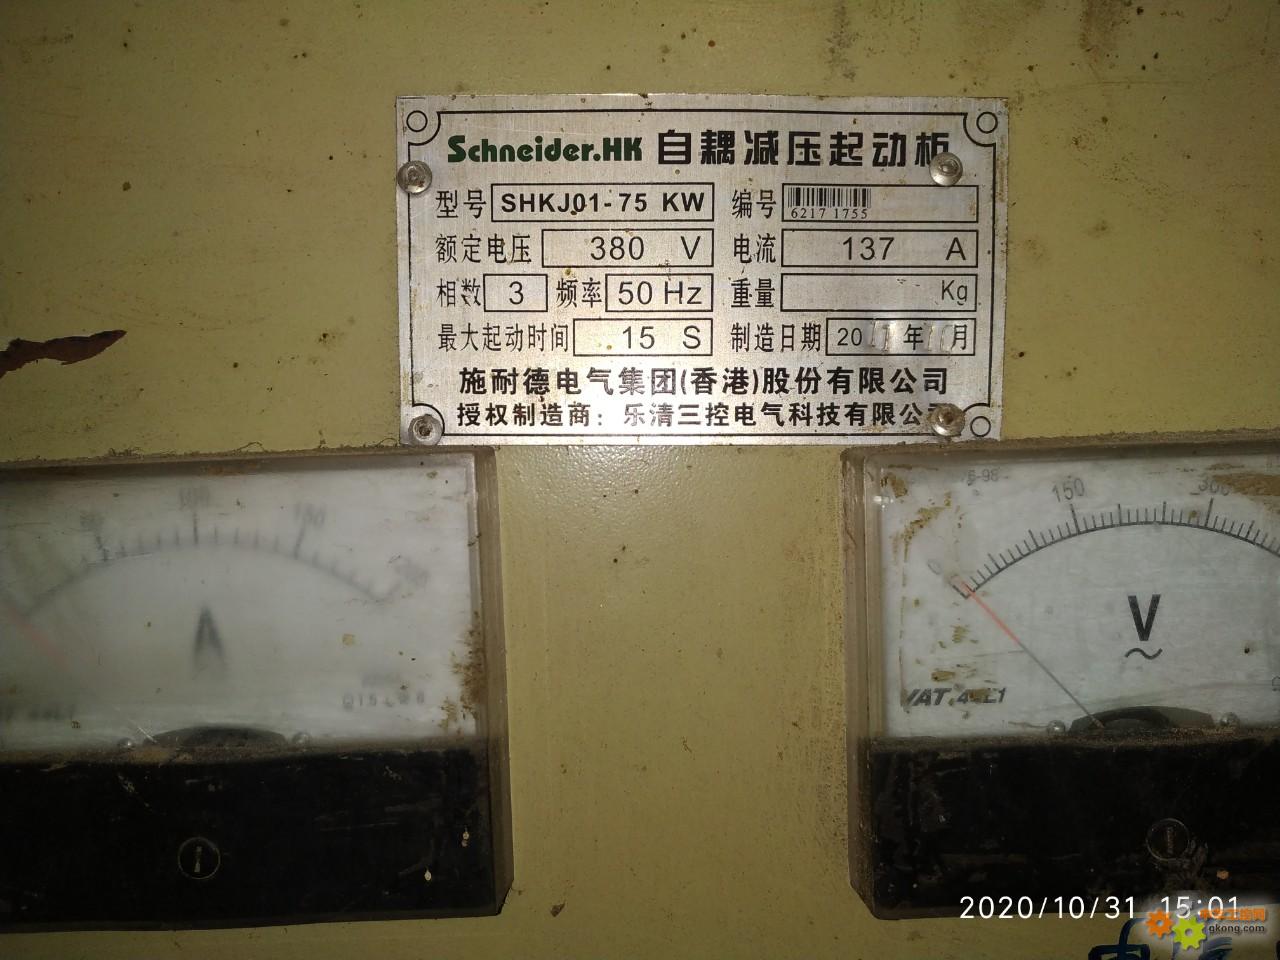 Schneider.HK 自耦减压起动柜
型号 SHKJ01-75 KW 编号 6217 1755
额定电压 380 V 电流 137 A
相数 3 频率 50 Hz 重量 Kg
最大起动时间 15 S 制造日期 20 年 月
施耐德电气集团(香港)股份有限公司
授权制造商：乐清三控电气科技有限公司
100 150
A
0 150 300
V
~
2020/10/31 15:01
gkong.com